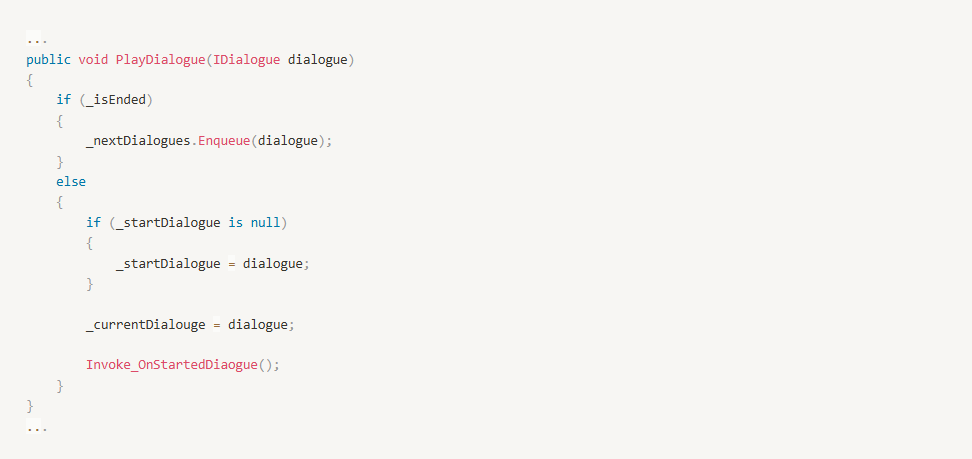 ...
public void PlayDialogue(IDialogue dialogue)
{
    if (_isEnded)
    {
        _nextDialogues.Enqueue(dialogue);
    }
    else
    {
        if (_startDialogue is null)
        {
            _startDialogue = dialogue;
        }

        _currentDialouge = dialogue;

        Invoke_OnStartedDiaogue();
    }
}
...